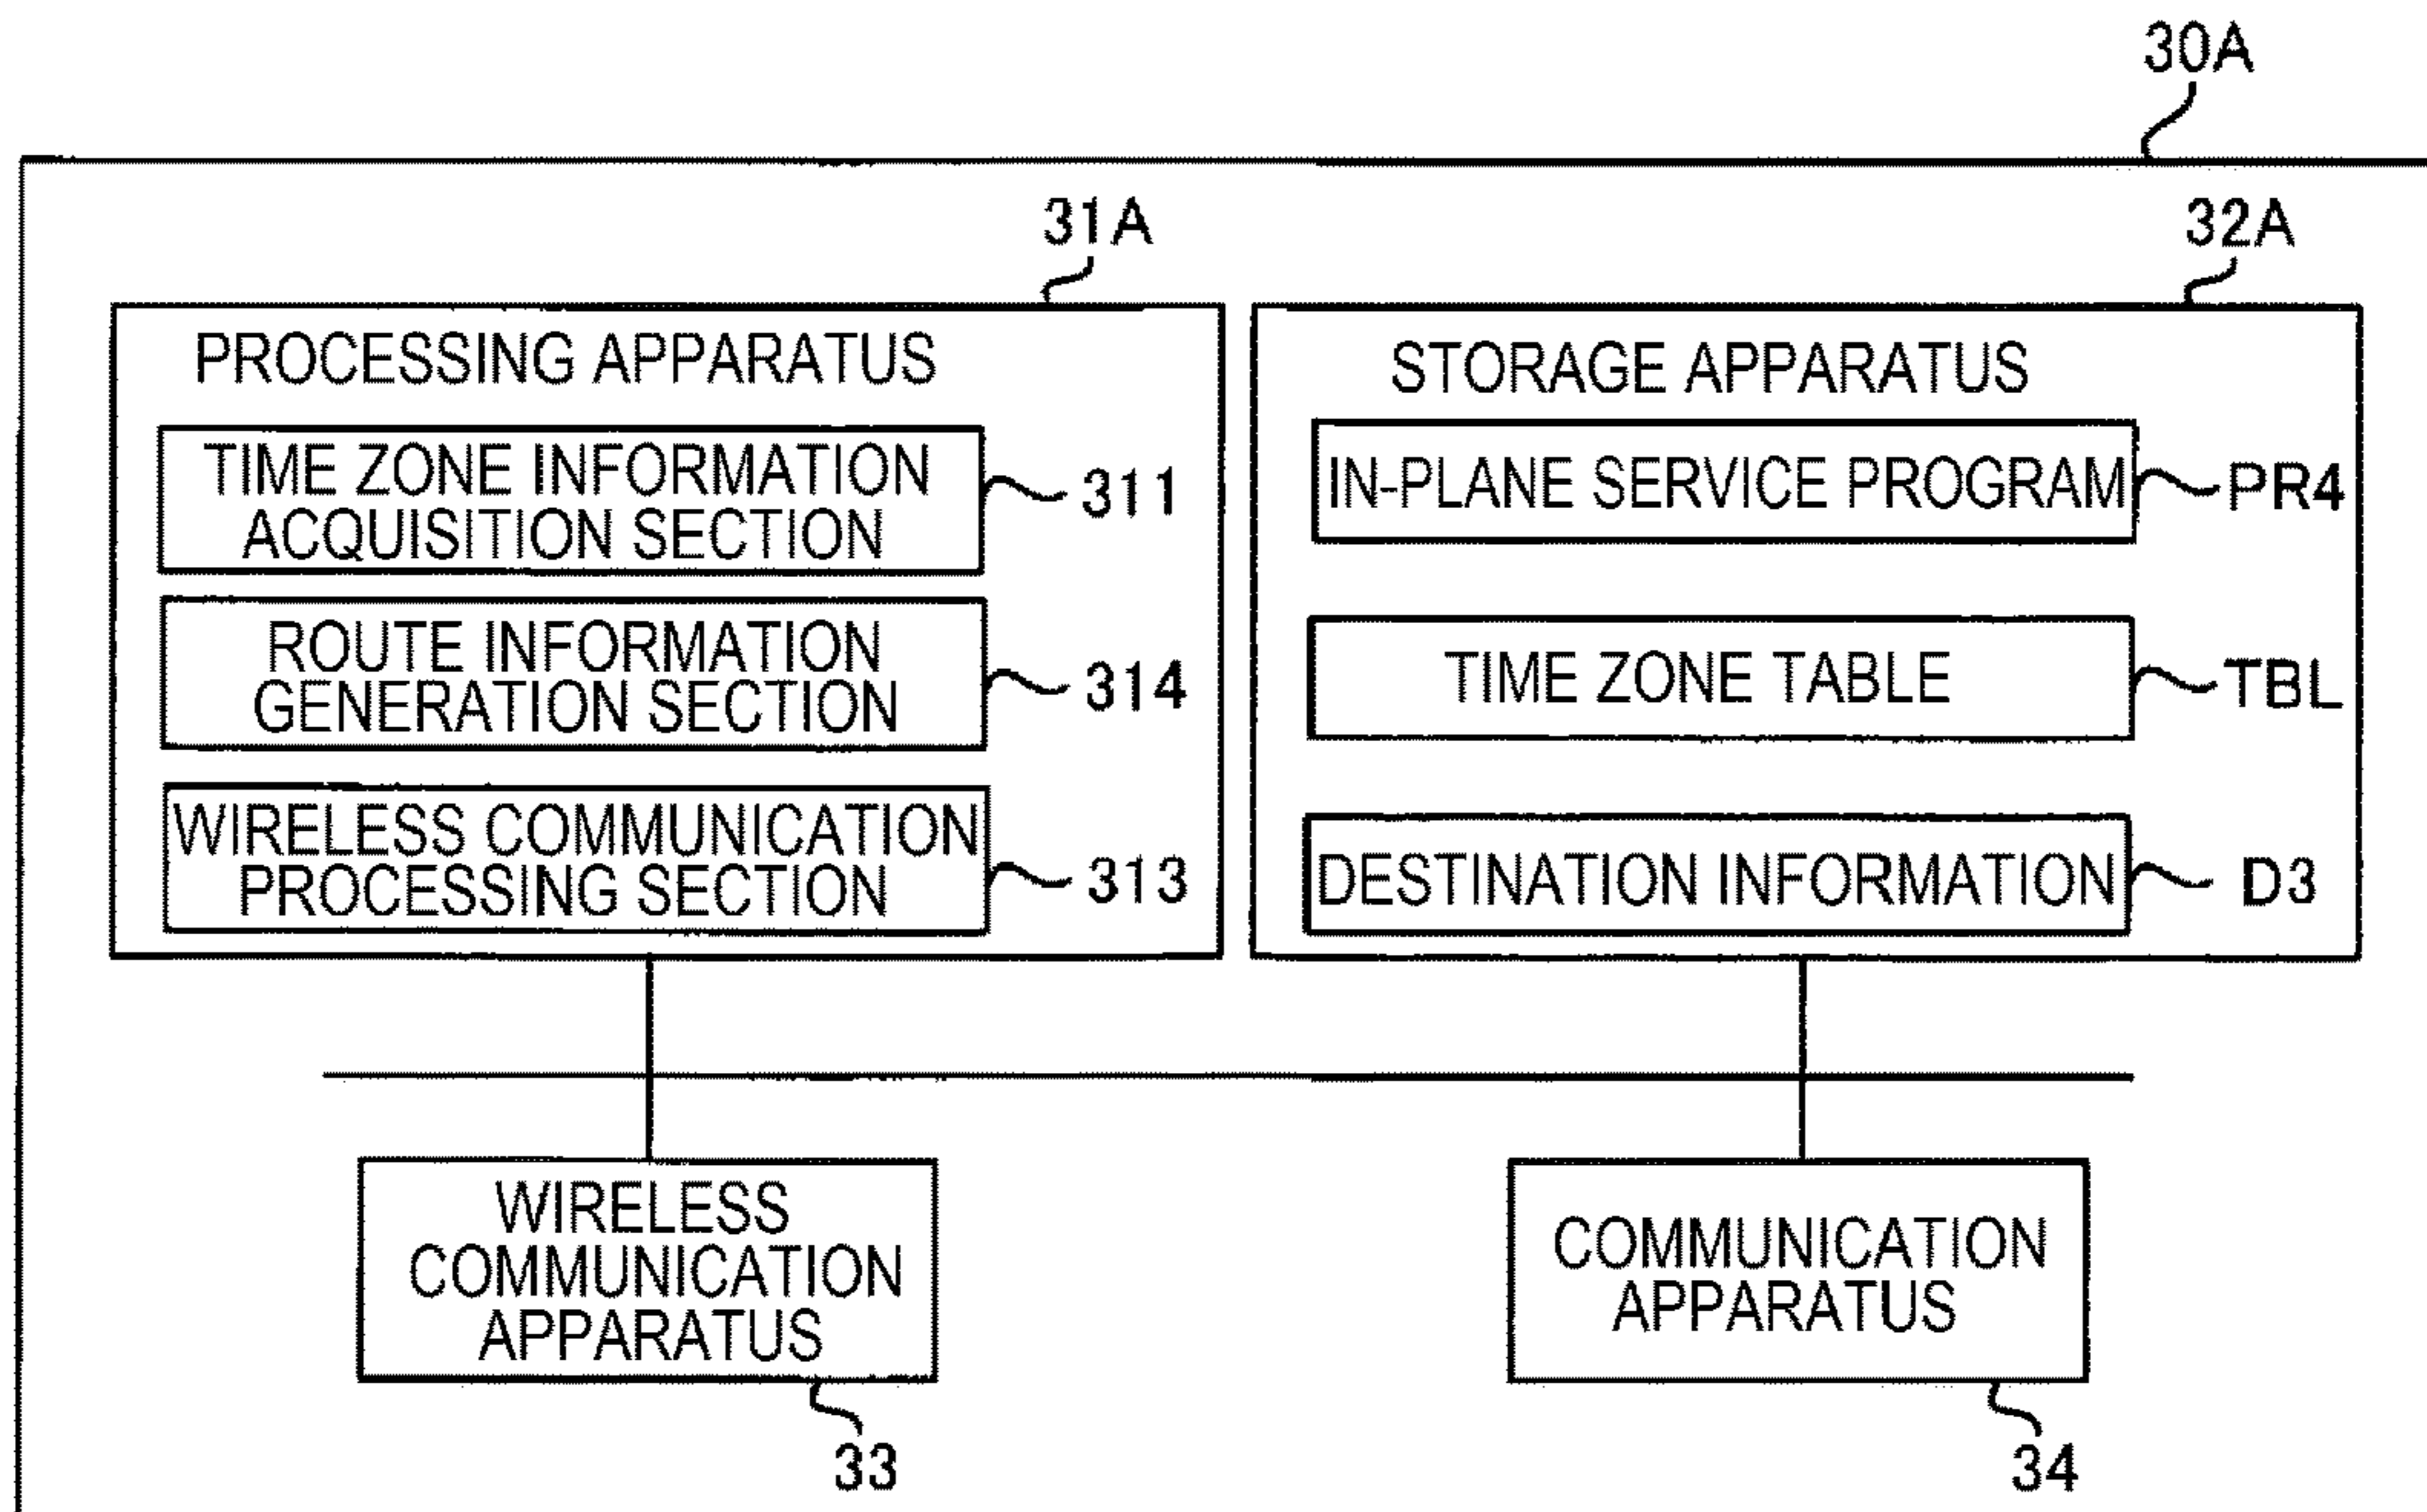 30A
31A
32A
PROCESSING APPARATUS
TIME ZONE INFORMATION
ACQUISITION SECTION
311
ROUTE INFORMATION
GENERATION SECTION
314
WIRELESS COMMUNICATION
PROCESSING SECTION
313
STORAGE APPARATUS
IN-PLANE SERVICE PROGRAM
PR4
TIME ZONE TABLE
TBL
DESTINATION INFORMATION
D3
WIRELESS
COMMUNICATION
APPARATUS
33
COMMUNICATION
APPARATUS
34